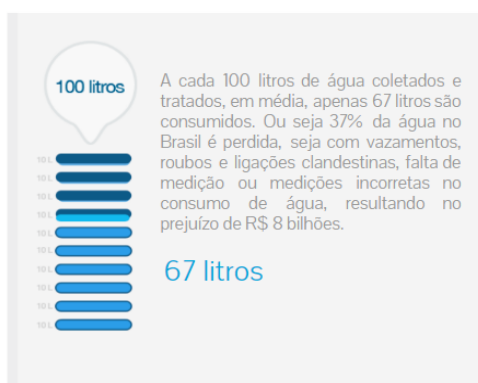 100 litros
A cada 100 litros de água coletados e
tratados, em média, apenas 67 litros são
consumidos. Ou seja 37% da água no
Brasil é perdida, seja com vazamentos,
roubos e ligações clandestinas, falta de
medição ou medições incorretas no
consumo de água, resultando no
prejuízo de R$ 8 bilhões.
10 L
10 L
10 L
10 L
10 L
10 L
10 L
10 L
10 L
10 L
67 litros